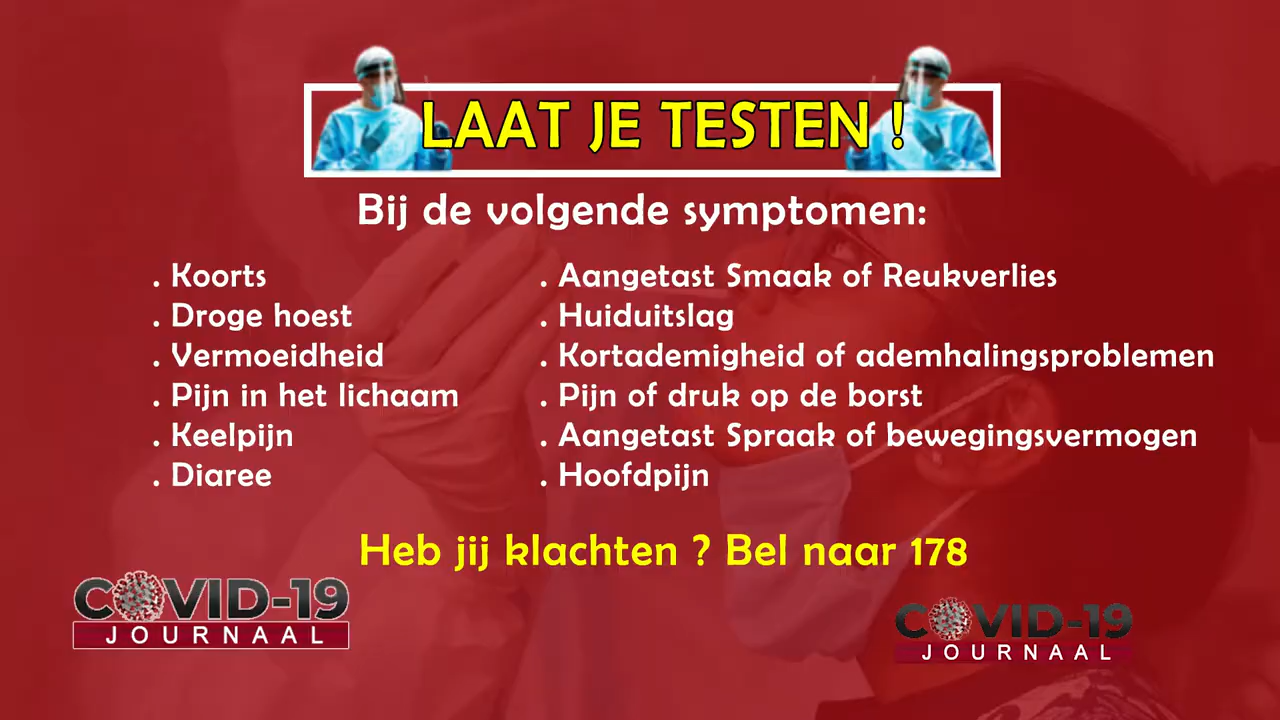 LAAT JE TESTEN !
Bij de volgende symptomen:
. Koorts
. Droge hoest
. Vermoeidheid
. Pijn in het lichaam
. Keelpijn
. Diaree
. Aangetast Smaak of Reukverlies
. Huiduitslag
. Kortademigheid of ademhalingsproblemen
. Pijn of druk op de borst
. Aangetast Spraak of bewegingsvermogen
. Hoofdpijn
Heb jij klachten ? Bel naar 178
COVID-19
JOURNAAL
COVID-19
JOURNAAL